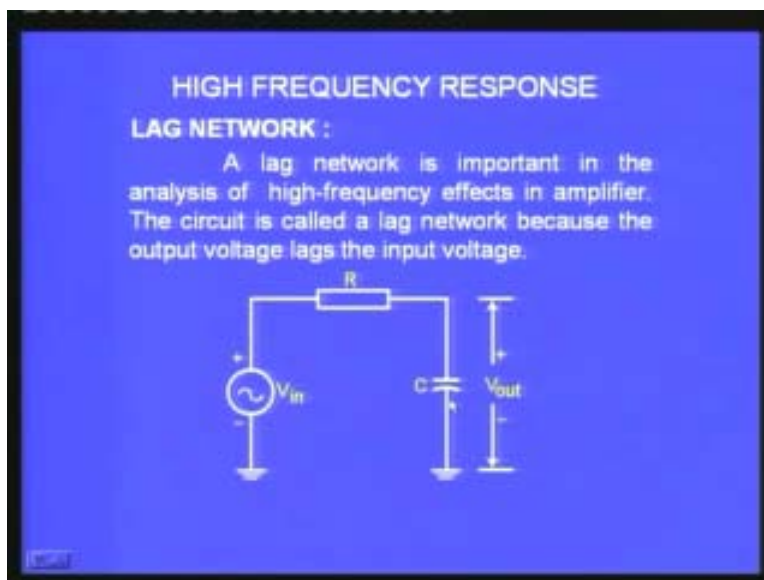 HIGH FREQUENCY RESPONSE
LAG NETWORK :
A lag network is important in the
analysis of high-frequency effects in amplifier.
The circuit is called a lag network because the
output voltage lags the input voltage.
R
+
Vin
-
C
+
Vout
-